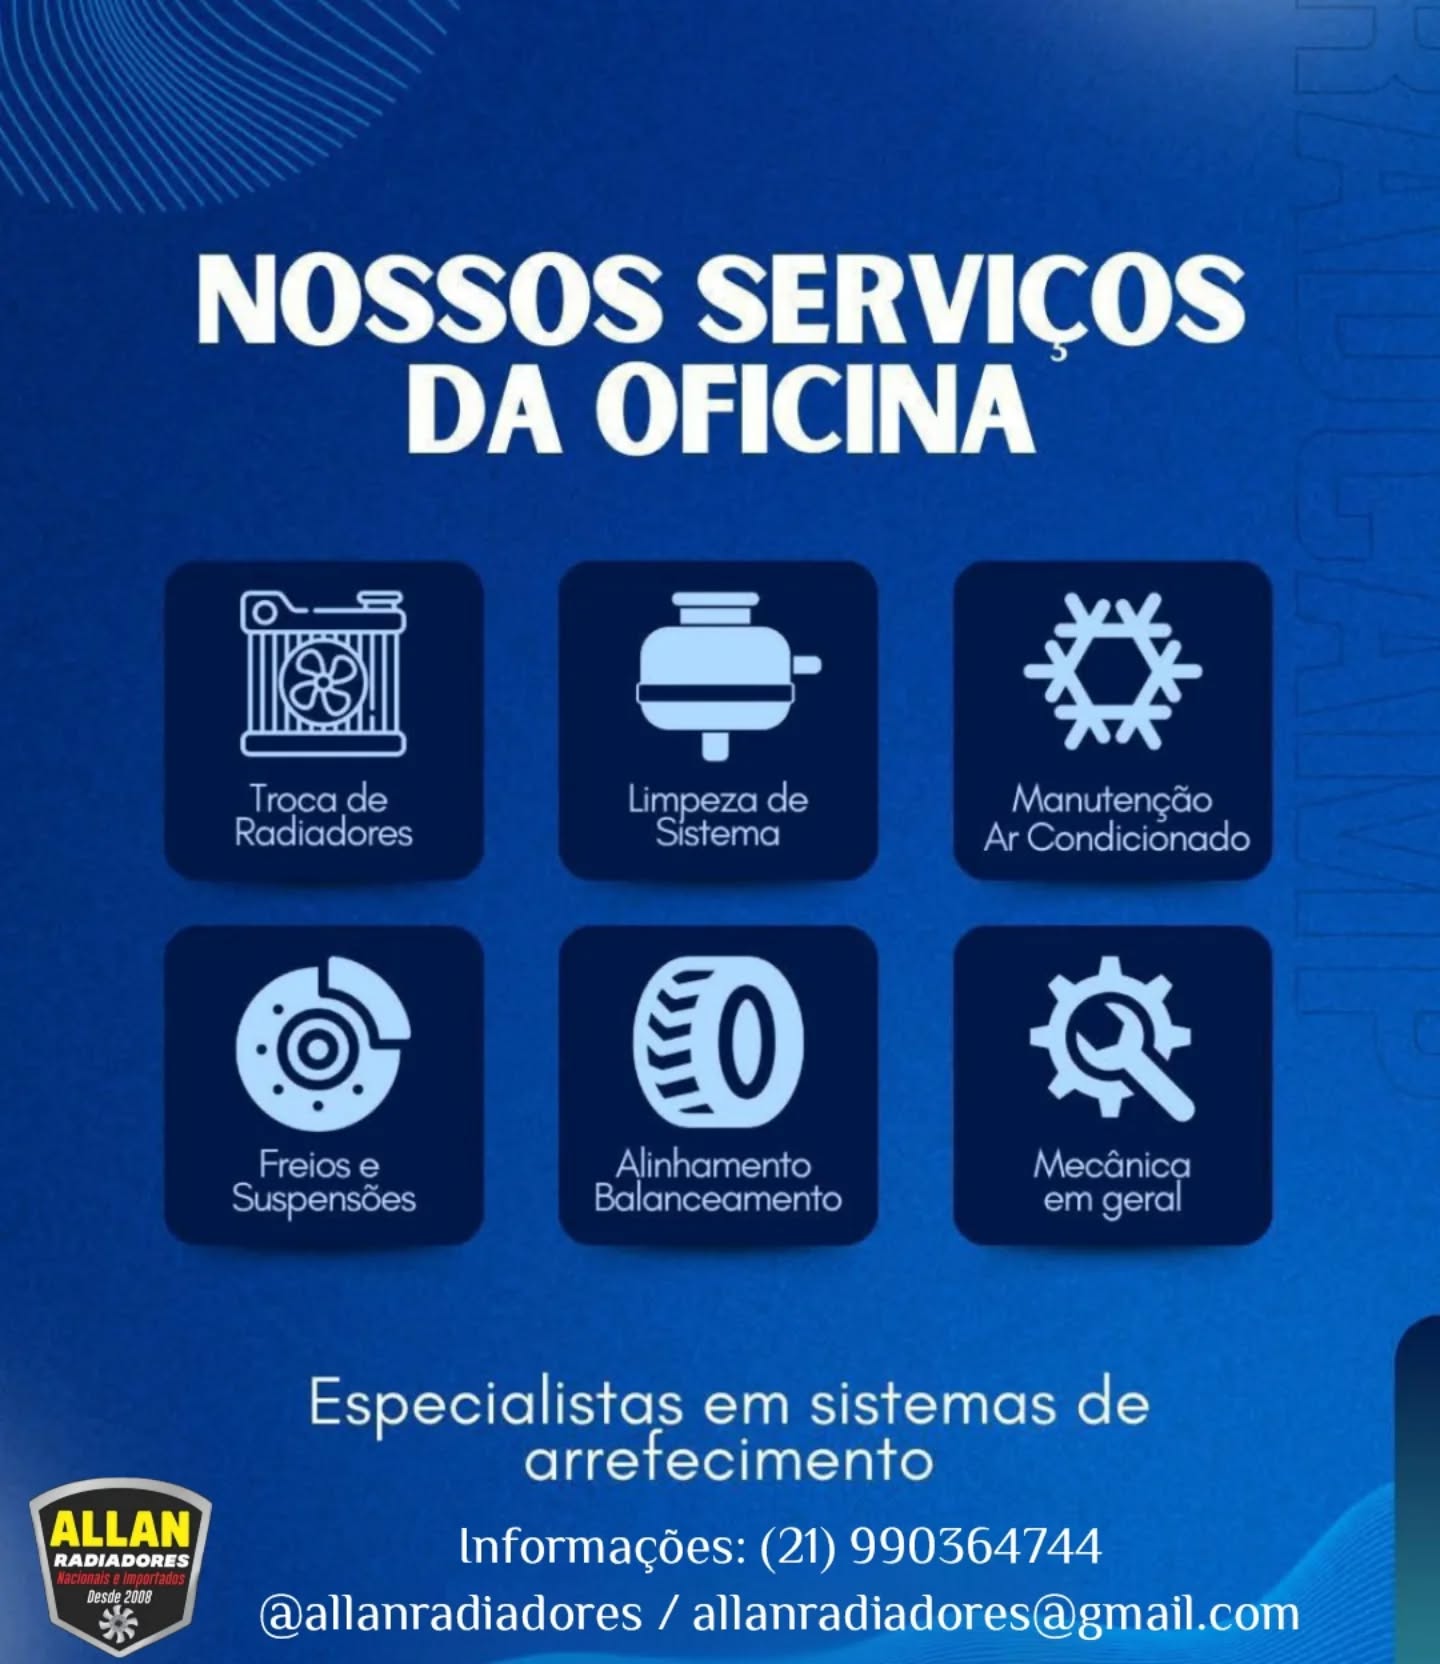 NOSSOS SERVIÇOS
DA OFICINA
Troca de
Radiadores
Limpeza de
Sistema
Manutenção
Ar Condicionado
Freios e
Suspensões
Alinhamento
Balanceamento
Mecânica
em geral
Especialistas em sistemas de
arrefecimento
ALLAN
RADIADORES
Nacionais e Importados
Desde 2008
Informações: (21) 990364744
@allanradiadores / allanradiadores@gmail.com
RADICAMP